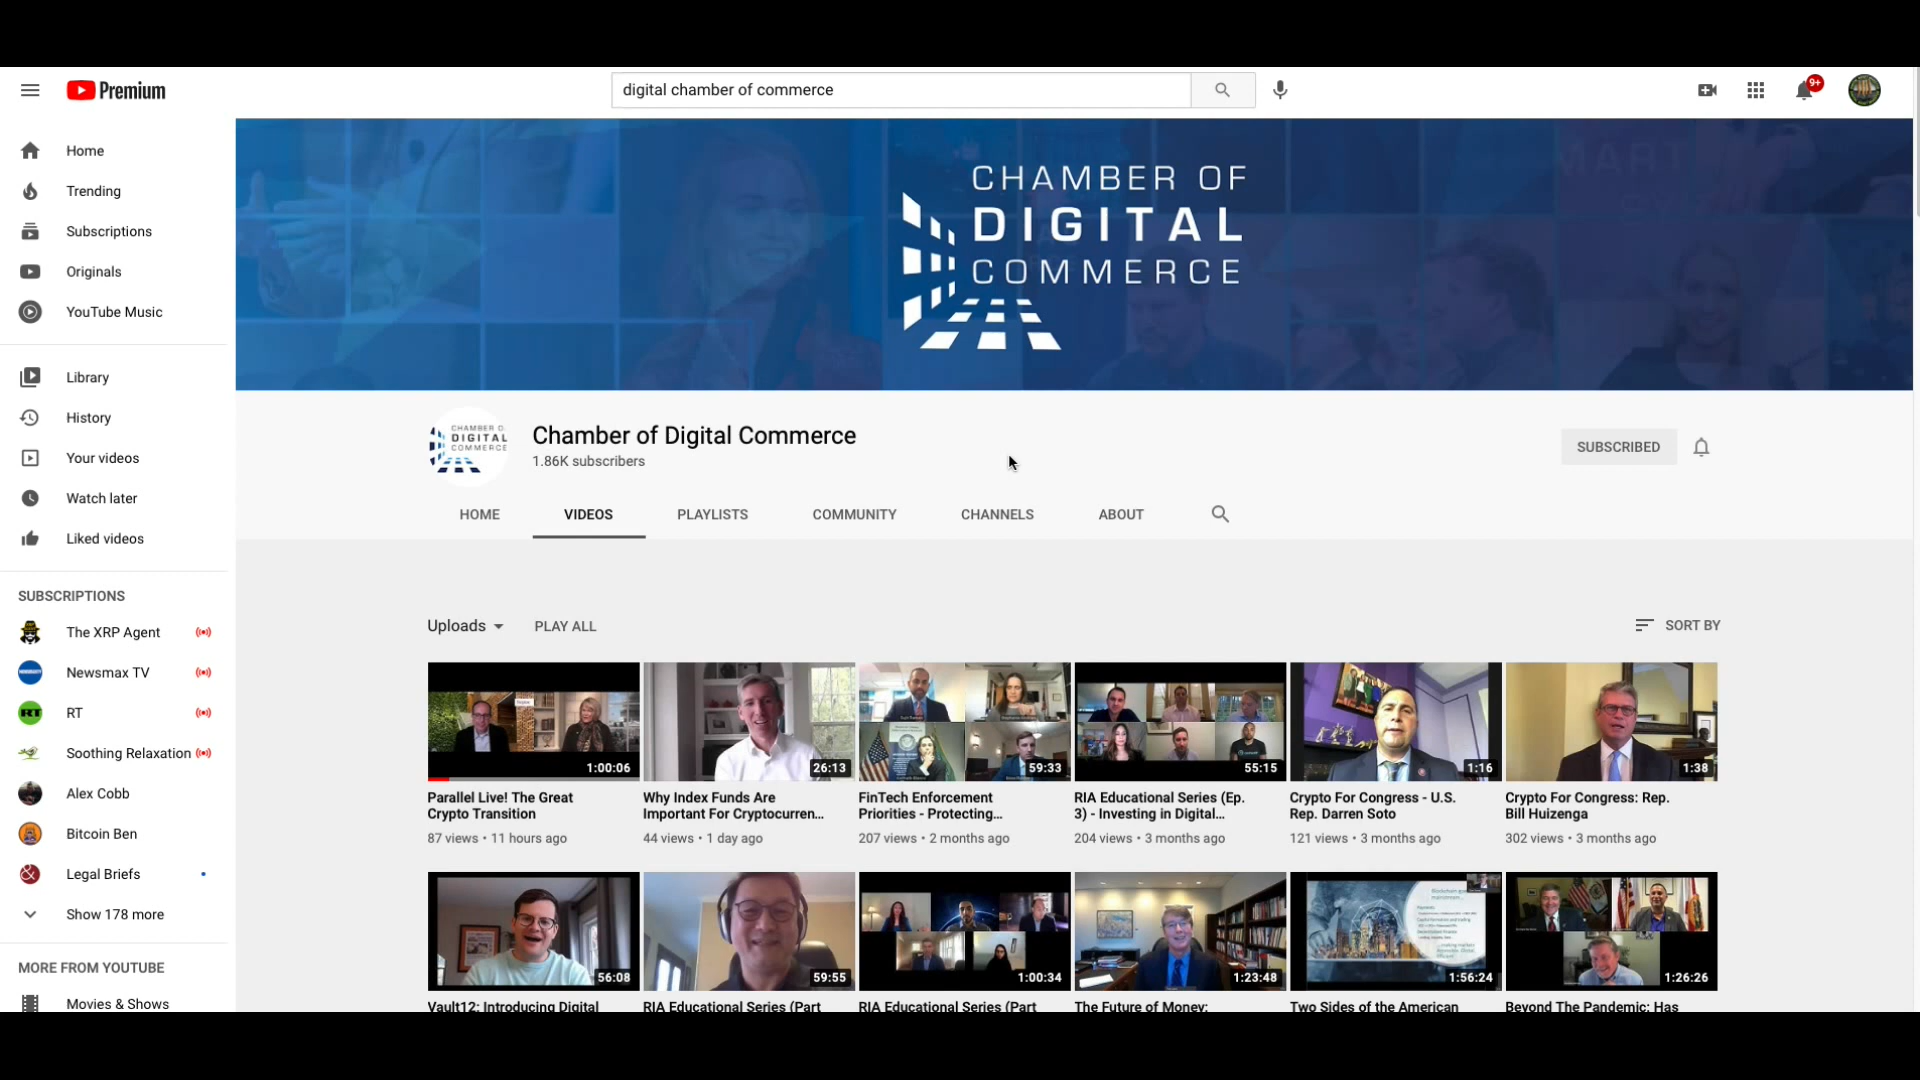 Premium
digital chamber of commerce
9+
Home
Trending
Subscriptions
Originals
YouTube Music
Library
History
Your videos
Watch later
Liked videos
SUBSCRIPTIONS
The XRP Agent
Newsmax TV
RT
RT
Soothing Relaxation
Alex Cobb
Bitcoin Ben
Legal Briefs
Show 178 more
MORE FROM YOUTUBE
Movies & Shows
CHAMBER OF
DIGITAL
COMMERCE
CHAMBER O
DIGITAL
COMMERCE
Chamber of Digital Commerce
1.86K subscribers
SUBSCRIBED
HOME VIDEOS PLAYLISTS COMMUNITY CHANNELS ABOUT
Uploads PLAY ALL SORT BY
1:00:06 26:13 59:33 55:15 1:16 1:38
Parallel Live! The Great
Crypto Transition
87 views • 11 hours ago
Why Index Funds Are
Important For Cryptocurren...
44 views • 1 day ago
FinTech Enforcement
Priorities - Protecting...
207 views • 2 months ago
RIA Educational Series (Ep.
3) - Investing in Digital...
204 views • 3 months ago
Crypto For Congress - U.S.
Rep. Darren Soto
121 views • 3 months ago
Crypto For Congress: Rep.
Bill Huizenga
302 views • 3 months ago
56:08 59:55 1:00:34 1:23:48 1:56:24 1:26:26
Vault12: Introducing Digital
RIA Educational Series (Part
RIA Educational Series (Part
The Future of Money:
Two Sides of the American
Beyond The Pandemic: Has